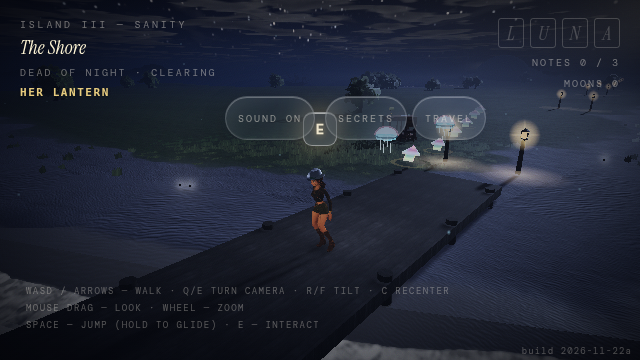 ISLAND III — SANITY
The Shore
DEAD OF NIGHT · CLEARING
HER LANTERN
L U N A
NOTES 0 / 3
MOONS 0
SOUND ON
E
SECRETS
TRAVEL
WASD / ARROWS — WALK · Q/E TURN CAMERA · R/F TILT · C RECENTER
MOUSE DRAG — LOOK · WHEEL — ZOOM
SPACE — JUMP (HOLD TO GLIDE) · E — INTERACT
build 2026-11-22a